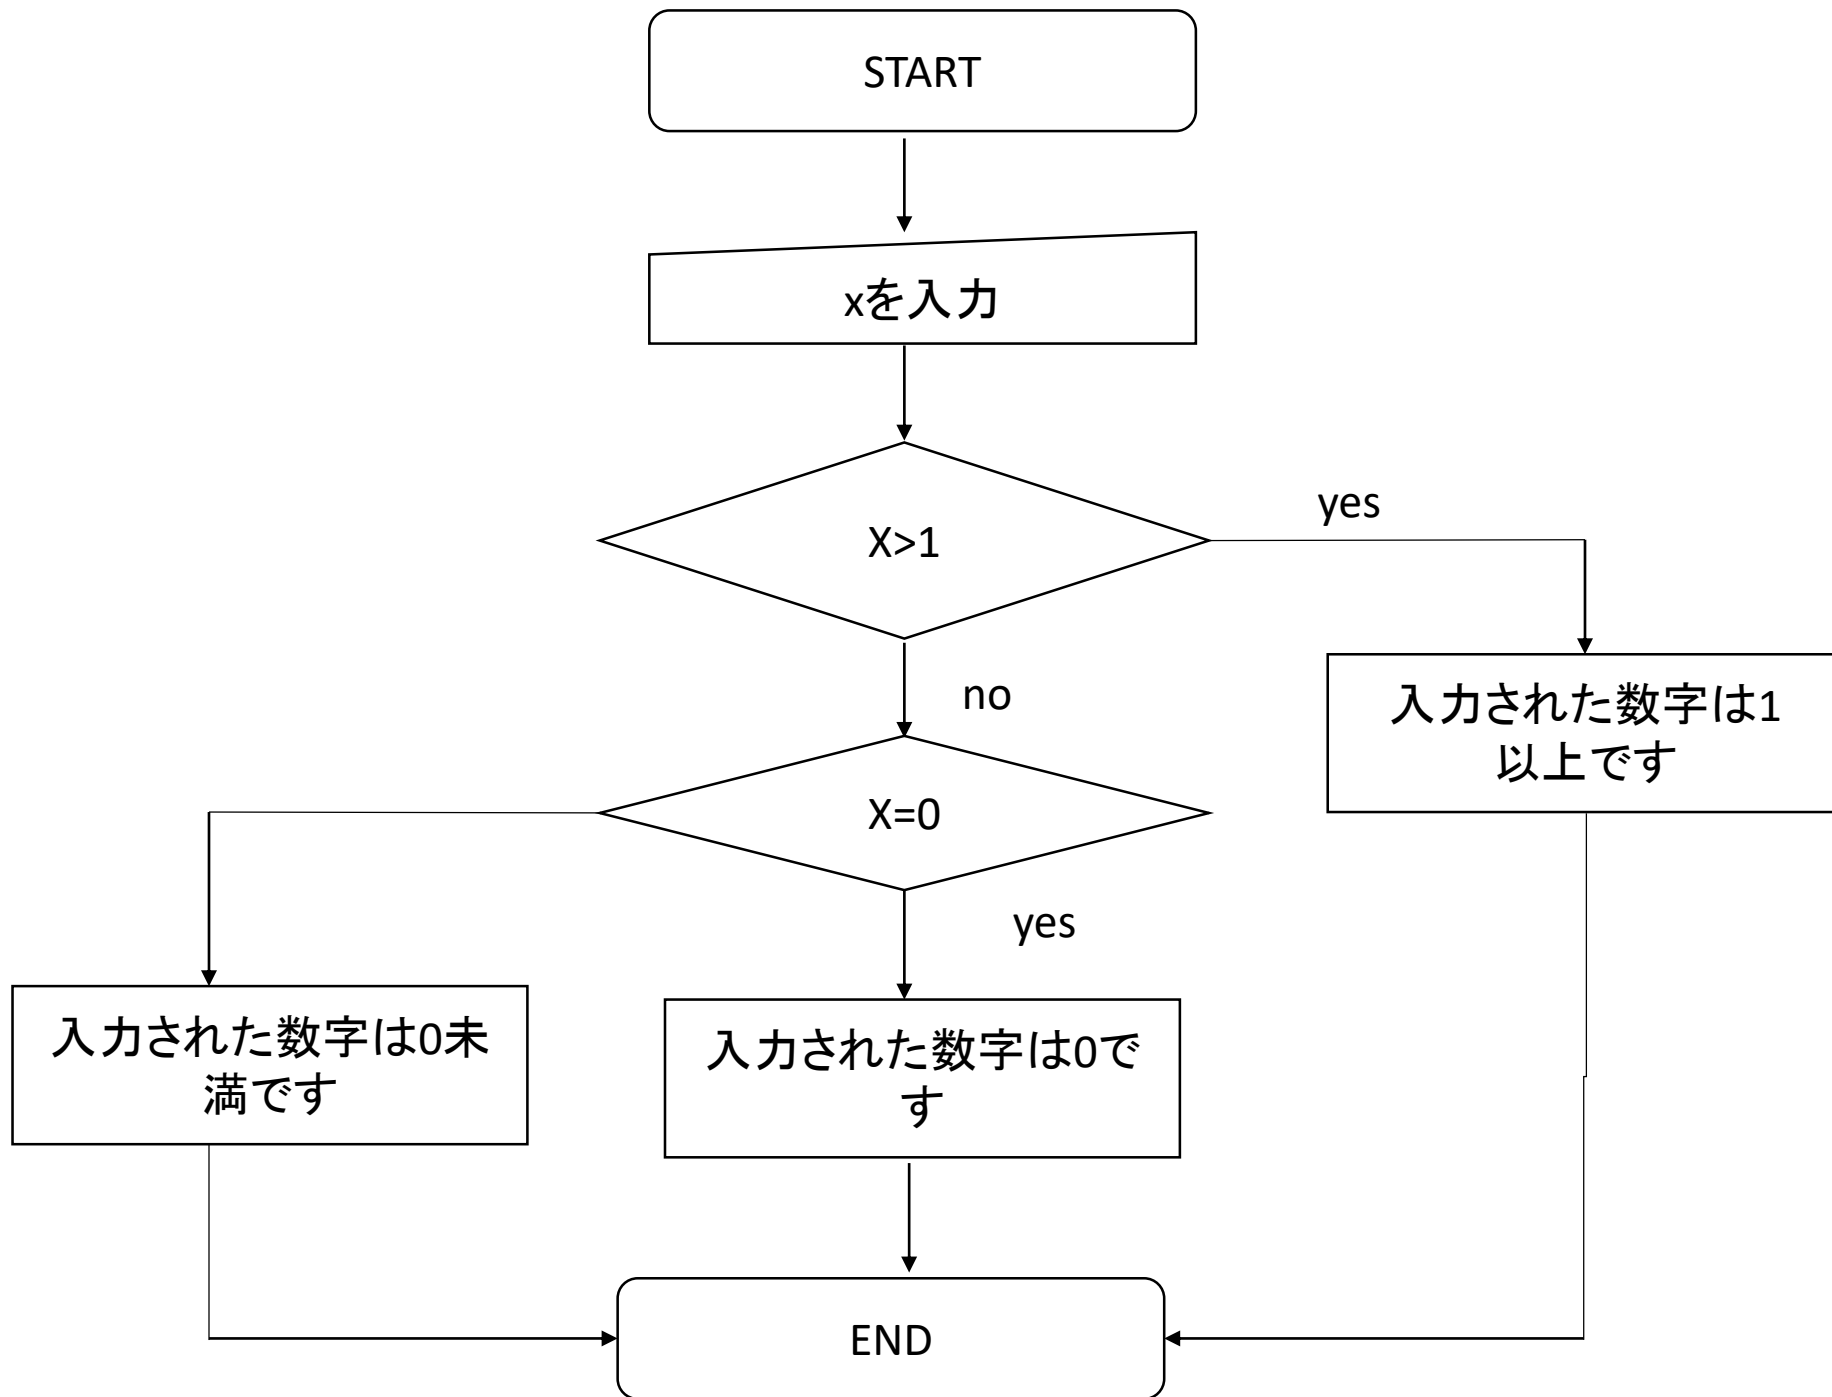 START
xを入力
X>1
yes
no
入力された数字は1
以上です
X=0
yes
入力された数字は0未
満です
入力された数字は0で
す
END